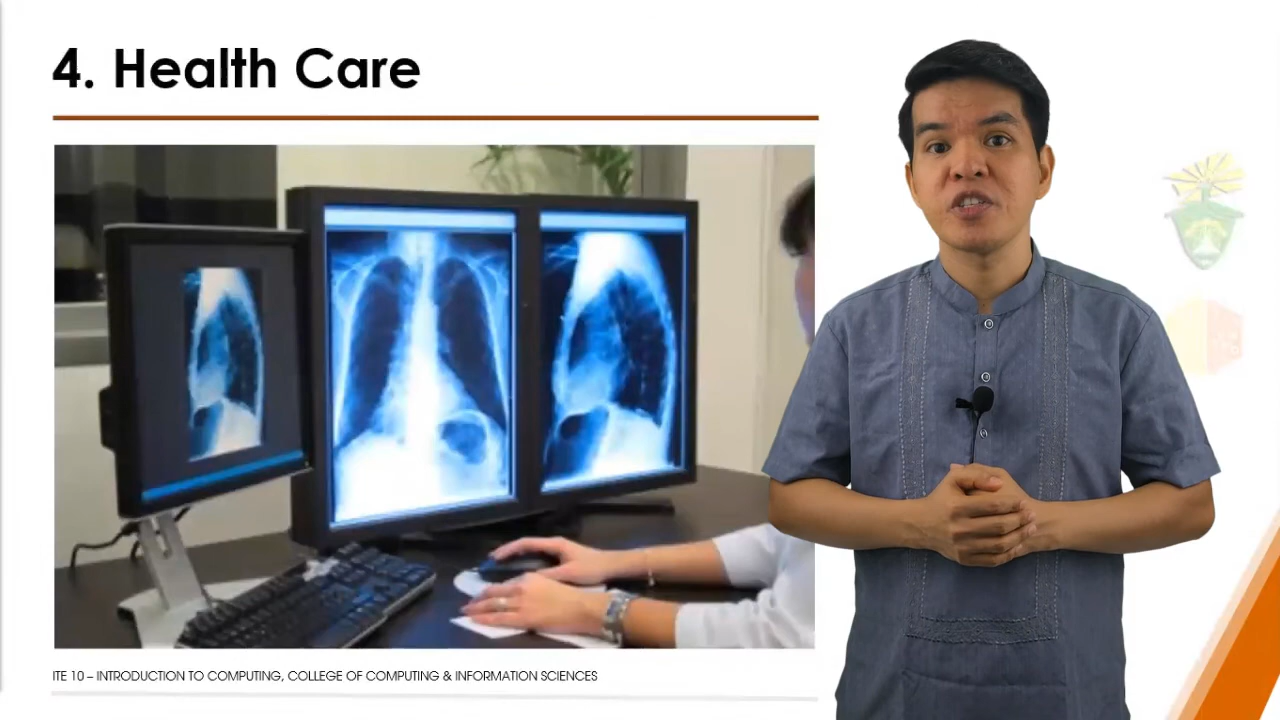 4. Health Care
ITE 10 – INTRODUCTION TO COMPUTING, COLLEGE OF COMPUTING & INFORMATION SCIENCES